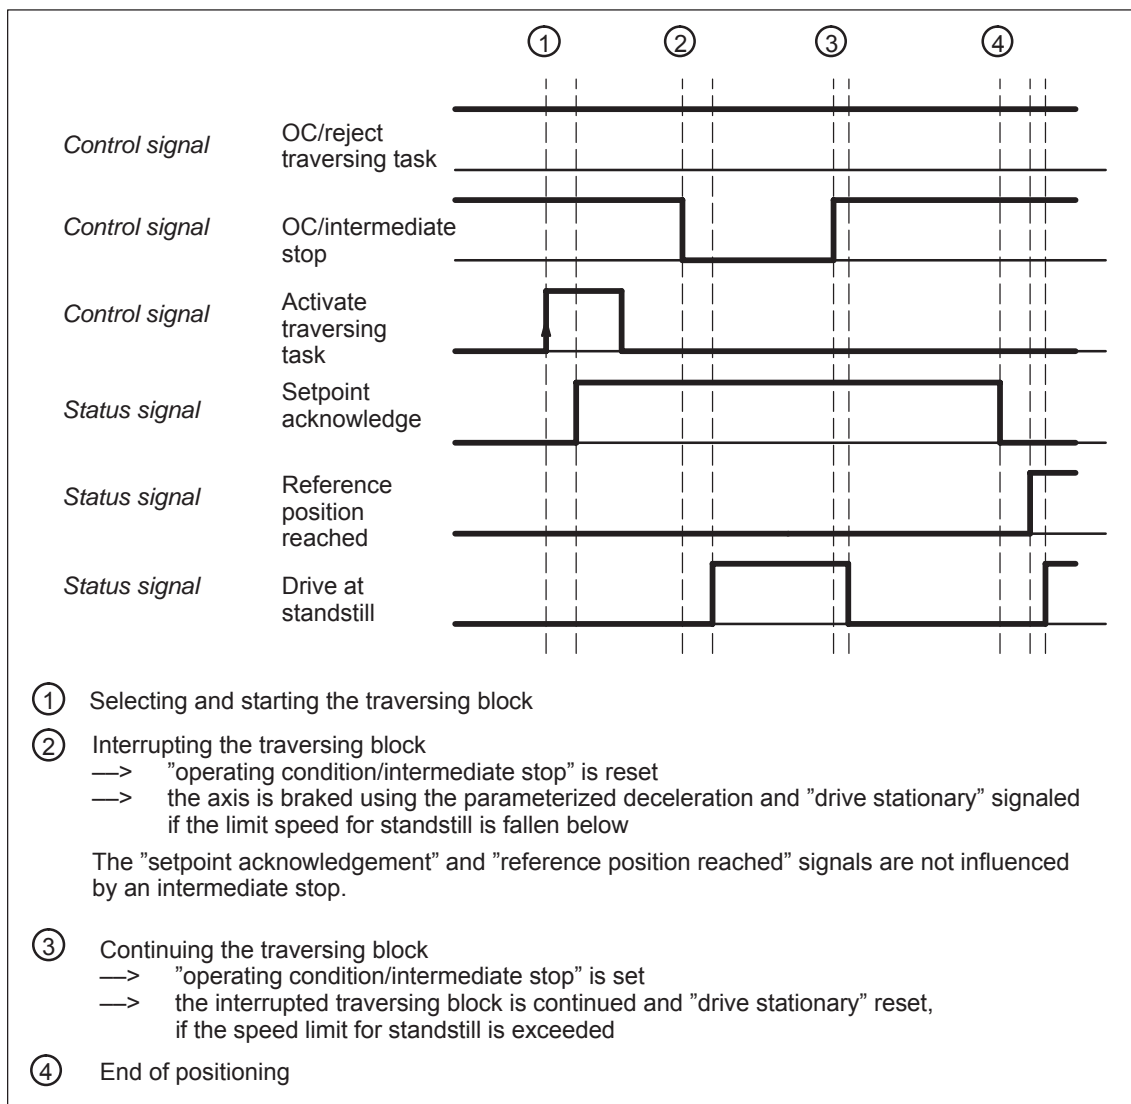 1 2 3 4
Control signal OC/reject
traversing task
Control signal OC/intermediate
stop
Control signal Activate
traversing
task
Status signal Setpoint
acknowledge
Status signal Reference
position
reached
Status signal Drive at
standstill
1 Selecting and starting the traversing block
2 Interrupting the traversing block
—> ”operating condition/intermediate stop” is reset
—> the axis is braked using the parameterized deceleration and ”drive stationary” signaled
if the limit speed for standstill is fallen below
The ”setpoint acknowledgement” and ”reference position reached” signals are not influenced
by an intermediate stop.
3 Continuing the traversing block
—> ”operating condition/intermediate stop” is set
—> the interrupted traversing block is continued and ”drive stationary” reset,
if the speed limit for standstill is exceeded
4 End of positioning